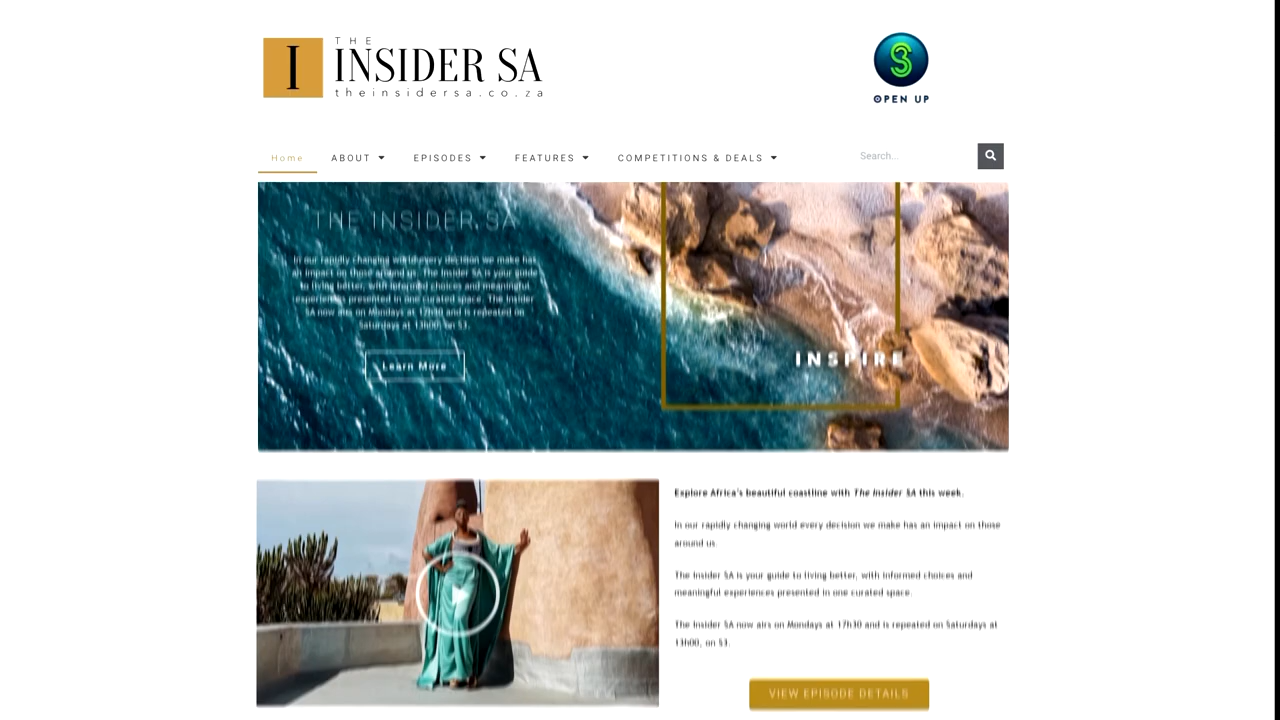 I
THE
INSIDER SA
theinsidersa.co.za
S3
OPEN UP
Home
ABOUT
EPISODES
FEATURES
COMPETITIONS & DEALS
Search...
THE INSIDER SA
In our rapidly changing world every decision we make has
an impact on those around us. The Insider SA is your guide
to living better, with informed choices and meaningful
experiences presented in one curated space. The Insider
SA now airs on Mondays at 17h30 and is repeated on
Saturdays at 13h00, on S3.
Learn More
INSPIRE
Explore Africa's beautiful coastline with The Insider SA this week.
In our rapidly changing world every decision we make has an impact on those
around us.
The Insider SA is your guide to living better, with informed choices and
meaningful experiences presented in one curated space.
The Insider SA now airs on Mondays at 17h30 and is repeated on Saturdays at
13h00, on S3.
VIEW EPISODE DETAILS